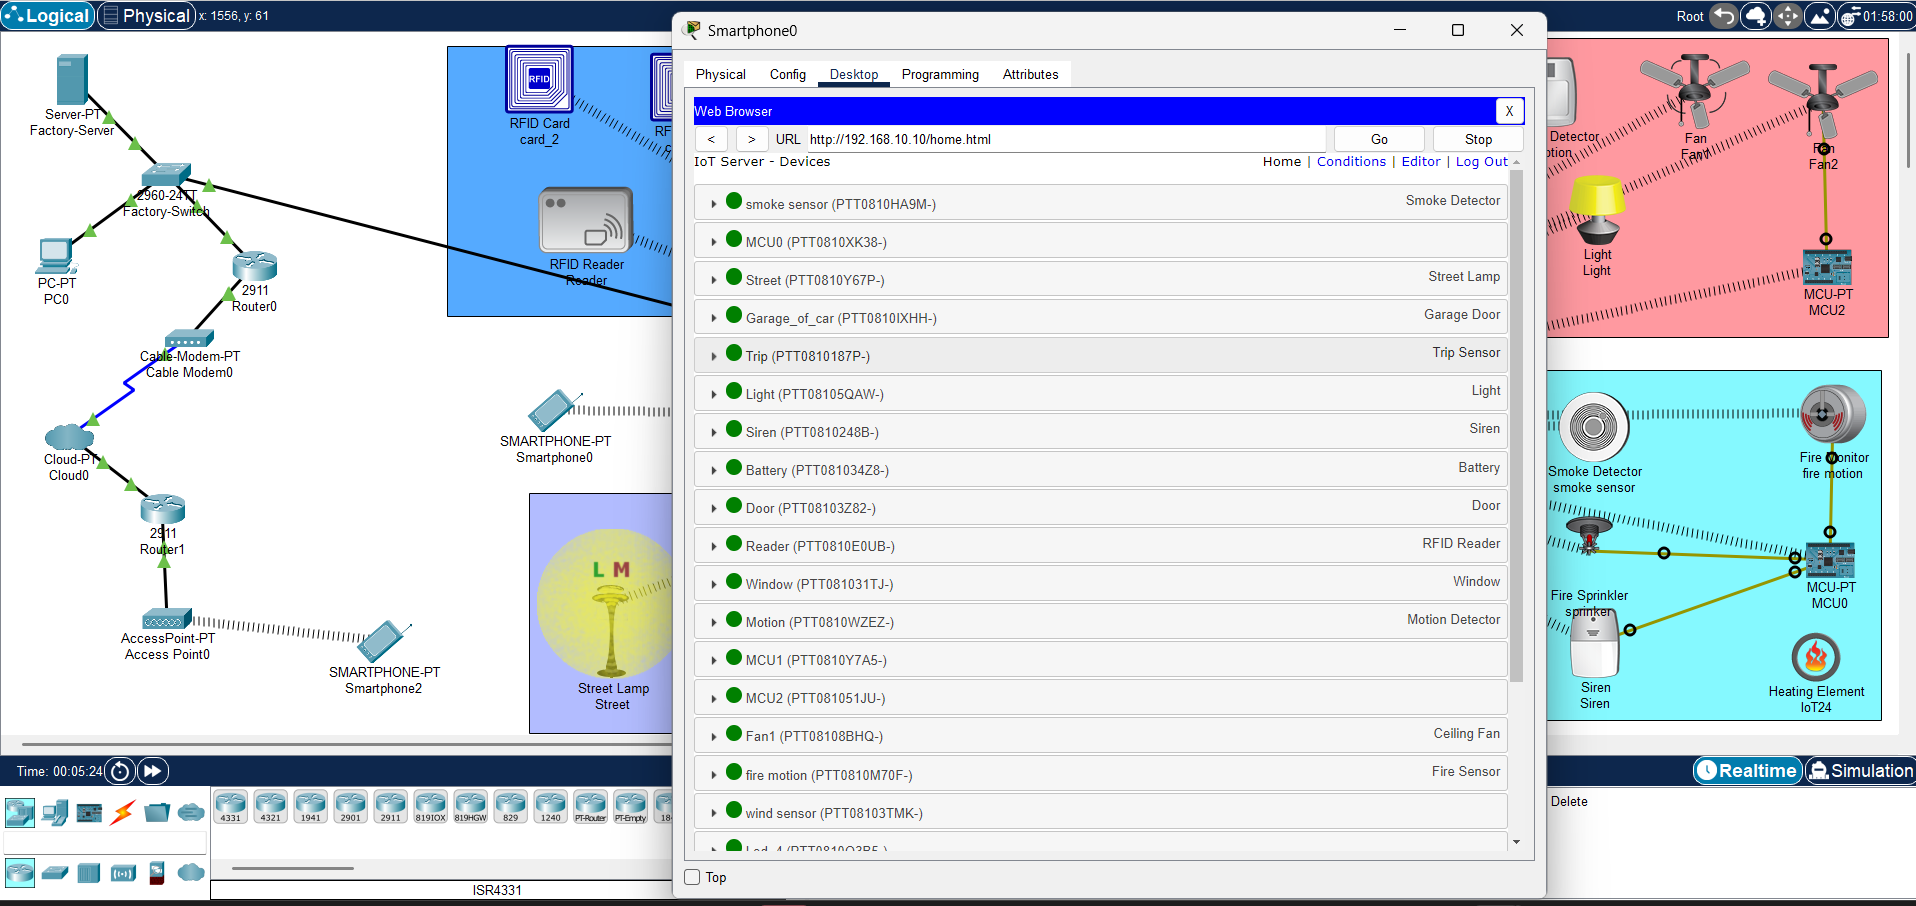 Logical
Physical
x: 1556, y: 61
Root
01:58:00
Server-PT
Factory-Server
2960-24TT
Factory-Switch
PC-PT
PC0
2911
Router0
Cable-Modem-PT
Cable Modem0
Cloud-PT
Cloud0
2911
Router1
AccessPoint-PT
Access Point0
SMARTPHONE-PT
Smartphone2
RFID
RFID Card
card_2
RF
RFID Reader
Reader
SMARTPHONE-PT
Smartphone0
L M
Street Lamp
Street
Smartphone0
Physical
Config
Desktop
Programming
Attributes
Web Browser
X
<
>
URL
http://192.168.10.10/home.html
Go
Stop
IoT Server - Devices
Home | Conditions | Editor | Log Out
smoke sensor (PTT0810HA9M-)
Smoke Detector
MCU0 (PTT0810XK38-)
Street (PTT0810Y67P-)
Street Lamp
Garage_of_car (PTT0810IXHH-)
Garage Door
Trip (PTT0810187P-)
Trip Sensor
Light (PTT08105QAW-)
Light
Siren (PTT0810248B-)
Siren
Battery (PTT081034Z8-)
Battery
Door (PTT08103Z82-)
Door
Reader (PTT0810E0UB-)
RFID Reader
Window (PTT081031TJ-)
Window
Motion (PTT0810WZEZ-)
Motion Detector
MCU1 (PTT0810Y7A5-)
MCU2 (PTT081051JU-)
Fan1 (PTT08108BHQ-)
Ceiling Fan
fire motion (PTT0810M70F-)
Fire Sensor
wind sensor (PTT08103TMK-)
Top
Detector
otion
Fan
Fan1
Fan
Fan2
Light
Light
MCU-PT
MCU2
Smoke Detector
smoke sensor
Fire Monitor
fire motion
Fire Sprinkler
sprinker
MCU-PT
MCU0
Siren
Siren
Heating Element
IoT24
Time: 00:05:24
Realtime
Simulation
4331
4321
1941
2901
2911
819IOX
819HGW
829
1240
PT-Router
PT-Empty
18
ISR4331
Delete